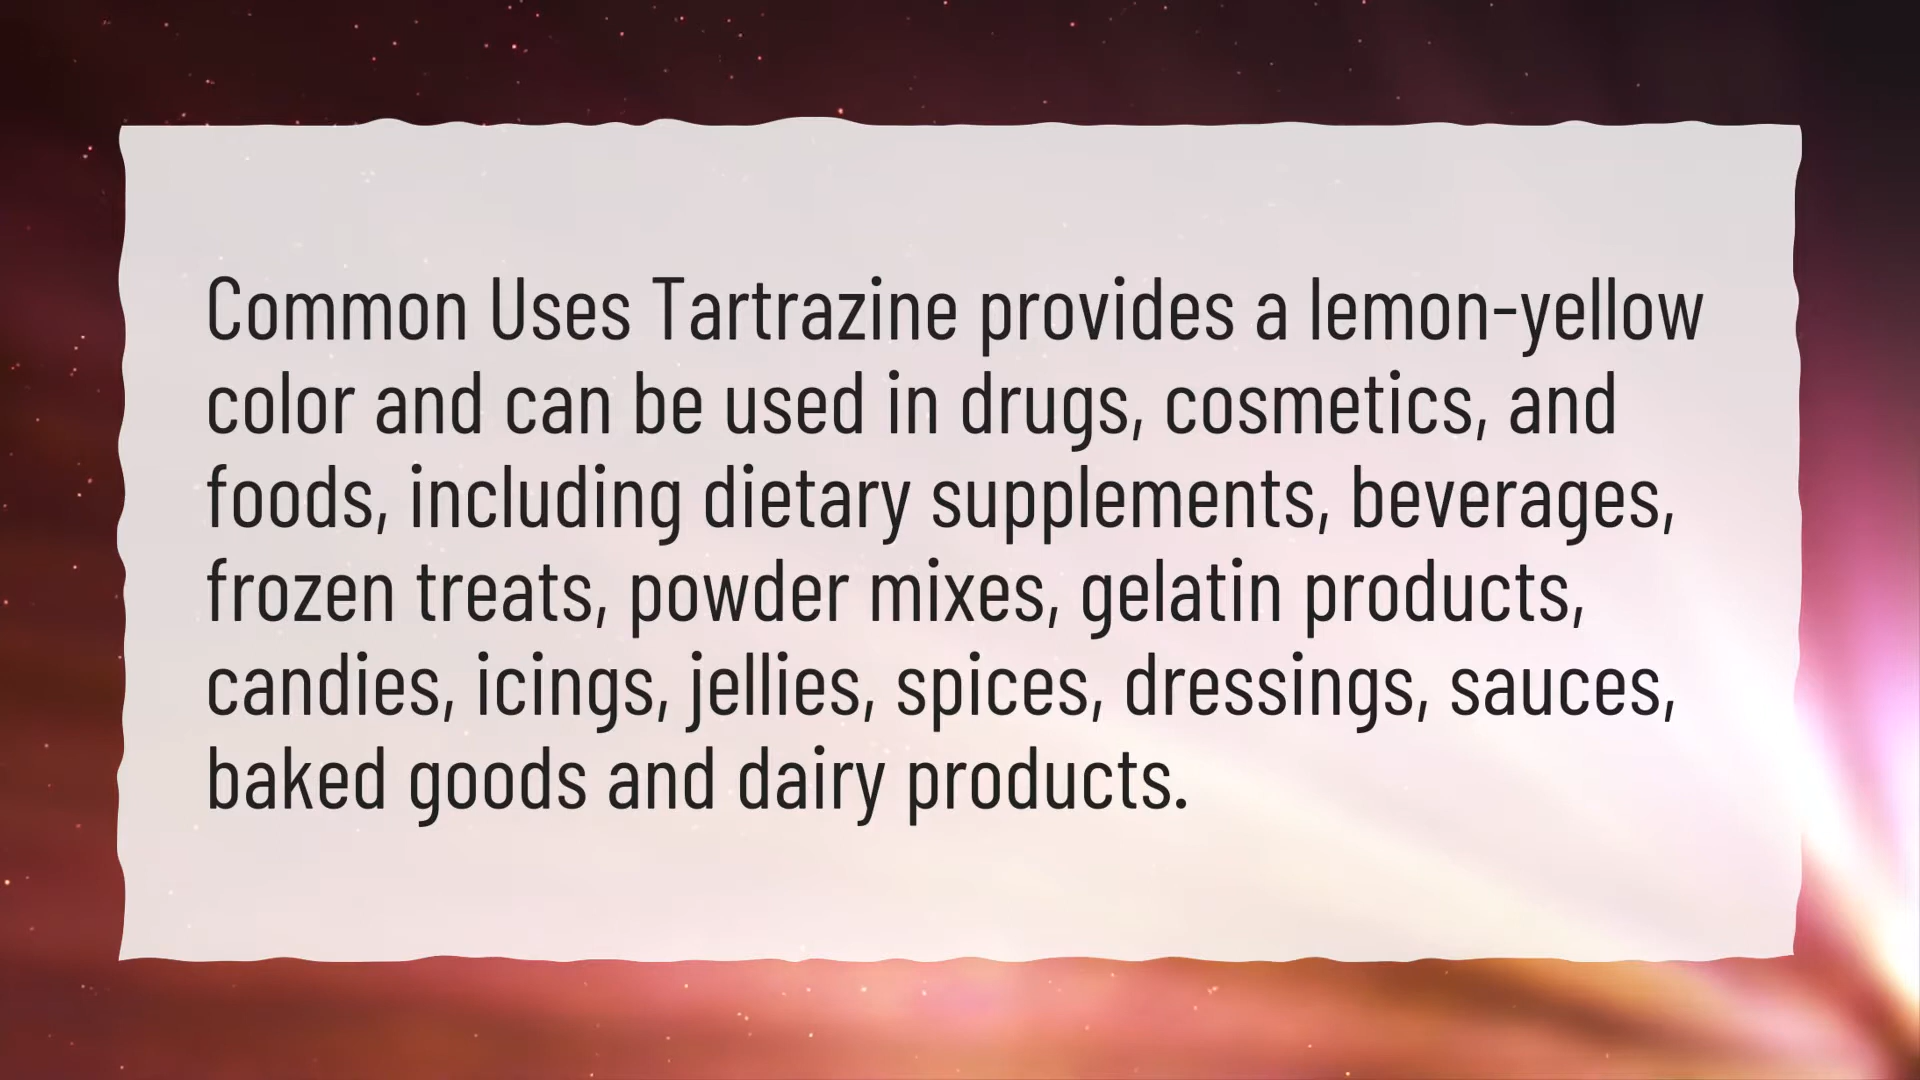 Common Uses Tartrazine provides a lemon-yellow
color and can be used in drugs, cosmetics, and
foods, including dietary supplements, beverages,
frozen treats, powder mixes, gelatin products,
candies, icings, jellies, spices, dressings, sauces,
baked goods and dairy products.